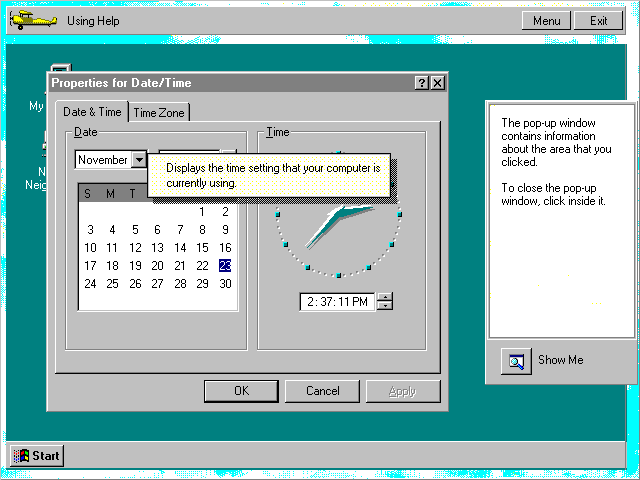 Using Help
Menu
Exit
My
N
Neig
Properties for Date/Time
Date & Time
Time Zone
Date
Time
November
Displays the time setting that your computer is
currently using.
S M T
1 2
3 4 5 6 7 8 9
10 11 12 13 14 15 16
17 18 19 20 21 22 23
24 25 26 27 28 29 30
2:37:11 PM
OK
Cancel
Apply
The pop-up window
contains information
about the area that you
clicked.
To close the pop-up
window, click inside it.
Show Me
Start